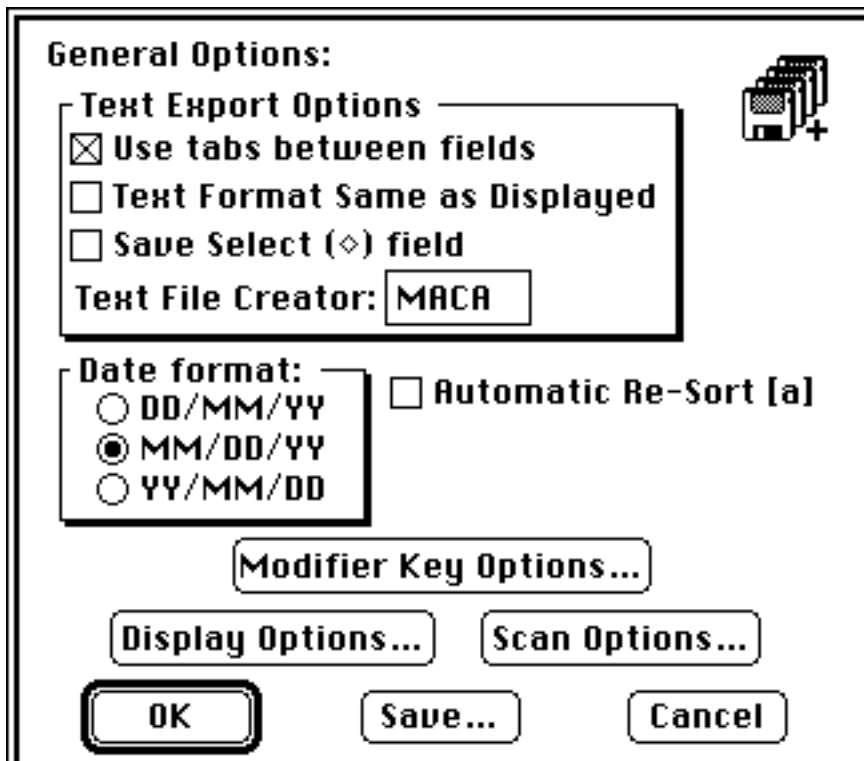 General Options:
Text Export Options
Use tabs between fields
Text Format Same as Displayed
Save Select (◇) field
Text File Creator: MACA
Date format:
DD/MM/YY
Automatic Re-Sort [a]
MM/DD/YY
YY/MM/DD
Modifier Key Options...
Display Options... Scan Options...
OK Save... Cancel